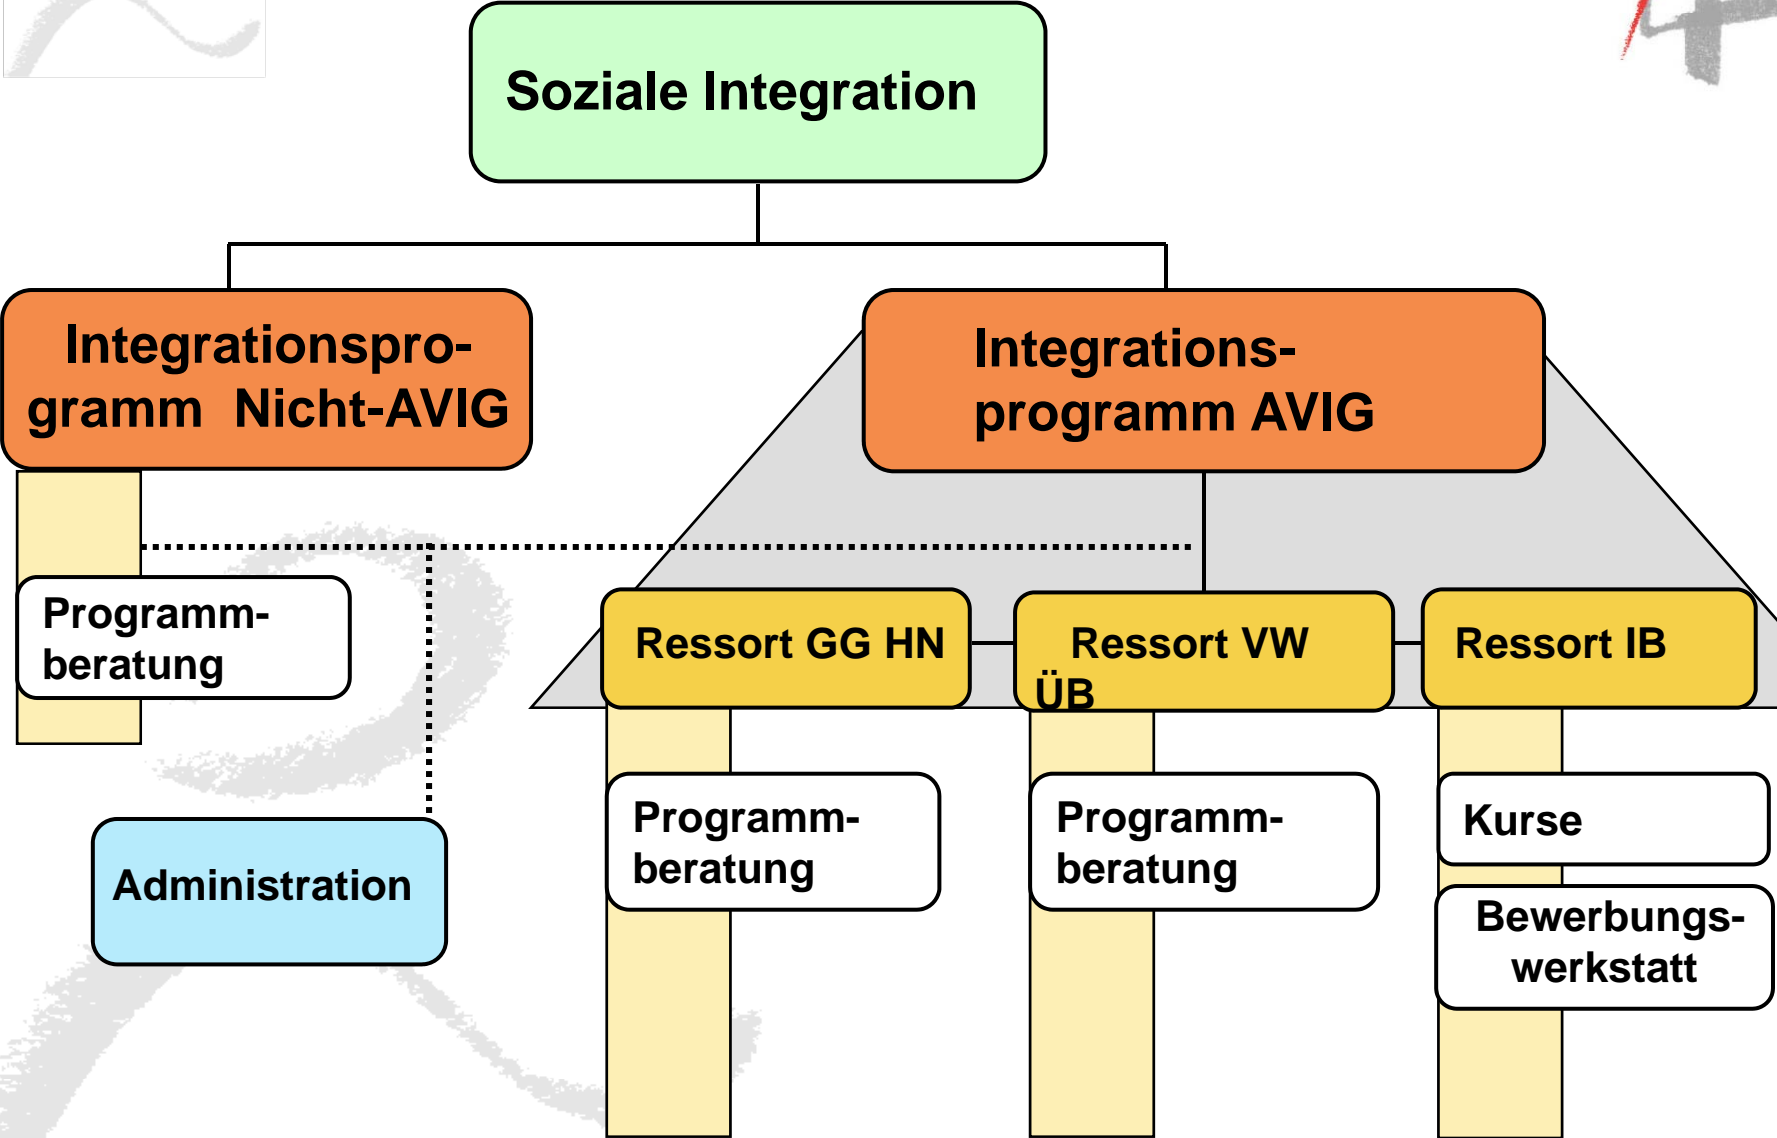 Soziale Integration
Integrationspro-
gramm Nicht-AVIG
Integrations-
programm AVIG
Programm-
beratung
Ressort GG HN
Ressort VW
ÜB
Ressort IB
Programm-
beratung
Programm-
beratung
Kurse
Bewerbungs-
werkstatt
Administration